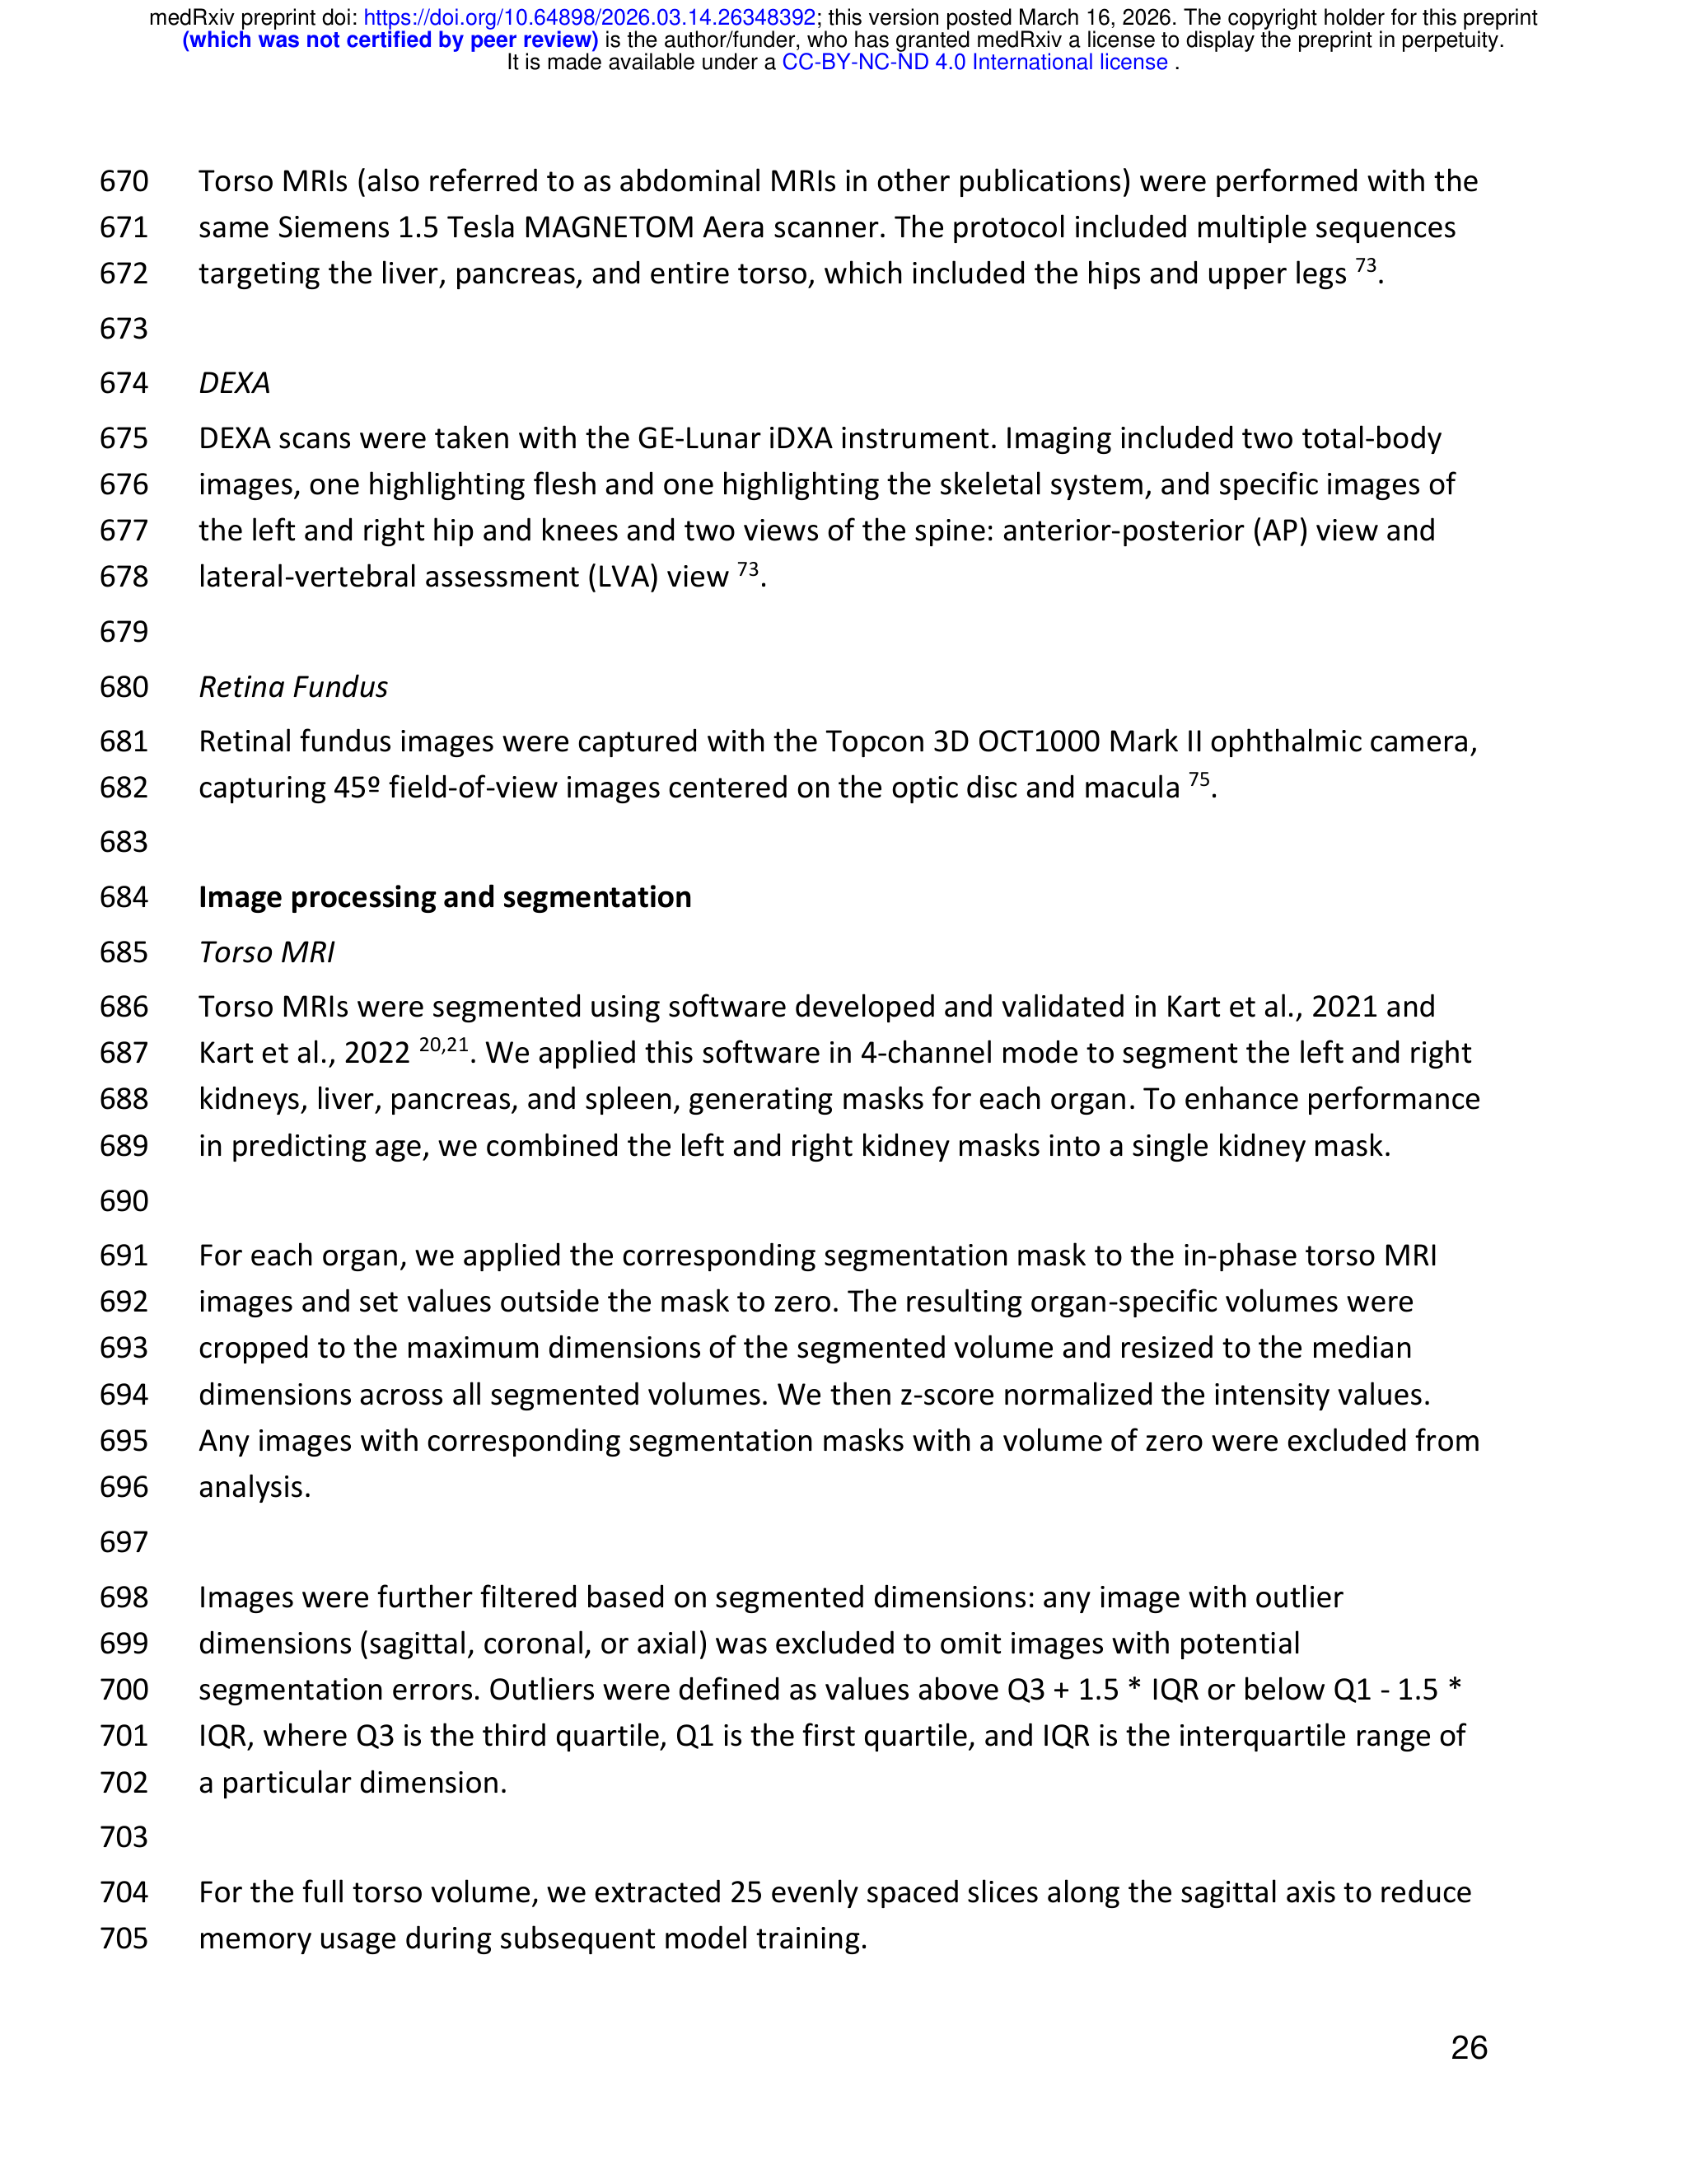 medRxiv preprint doi: https://doi.org/10.64898/2026.03.14.26348392; this version posted March 16, 2026. The copyright holder for this preprint
(which was not certified by peer review) is the author/funder, who has granted medRxiv a license to display the preprint in perpetuity.
It is made available under a CC-BY-NC-ND 4.0 International license .
670 Torso MRIs (also referred to as abdominal MRIs in other publications) were performed with the
671 same Siemens 1.5 Tesla MAGNETOM Aera scanner. The protocol included multiple sequences
672 targeting the liver, pancreas, and entire torso, which included the hips and upper legs 73.
673
674 DEXA
675 DEXA scans were taken with the GE-Lunar iDXA instrument. Imaging included two total-body
676 images, one highlighting flesh and one highlighting the skeletal system, and specific images of
677 the left and right hip and knees and two views of the spine: anterior-posterior (AP) view and
678 lateral-vertebral assessment (LVA) view 73.
679
680 Retina Fundus
681 Retinal fundus images were captured with the Topcon 3D OCT1000 Mark II ophthalmic camera,
682 capturing 45º field-of-view images centered on the optic disc and macula 75.
683
684 Image processing and segmentation
685 Torso MRI
686 Torso MRIs were segmented using software developed and validated in Kart et al., 2021 and
687 Kart et al., 2022 20,21. We applied this software in 4-channel mode to segment the left and right
688 kidneys, liver, pancreas, and spleen, generating masks for each organ. To enhance performance
689 in predicting age, we combined the left and right kidney masks into a single kidney mask.
690
691 For each organ, we applied the corresponding segmentation mask to the in-phase torso MRI
692 images and set values outside the mask to zero. The resulting organ-specific volumes were
693 cropped to the maximum dimensions of the segmented volume and resized to the median
694 dimensions across all segmented volumes. We then z-score normalized the intensity values.
695 Any images with corresponding segmentation masks with a volume of zero were excluded from
696 analysis.
697
698 Images were further filtered based on segmented dimensions: any image with outlier
699 dimensions (sagittal, coronal, or axial) was excluded to omit images with potential
700 segmentation errors. Outliers were defined as values above Q3 + 1.5 * IQR or below Q1 - 1.5 *
701 IQR, where Q3 is the third quartile, Q1 is the first quartile, and IQR is the interquartile range of
702 a particular dimension.
703
704 For the full torso volume, we extracted 25 evenly spaced slices along the sagittal axis to reduce
705 memory usage during subsequent model training.
26